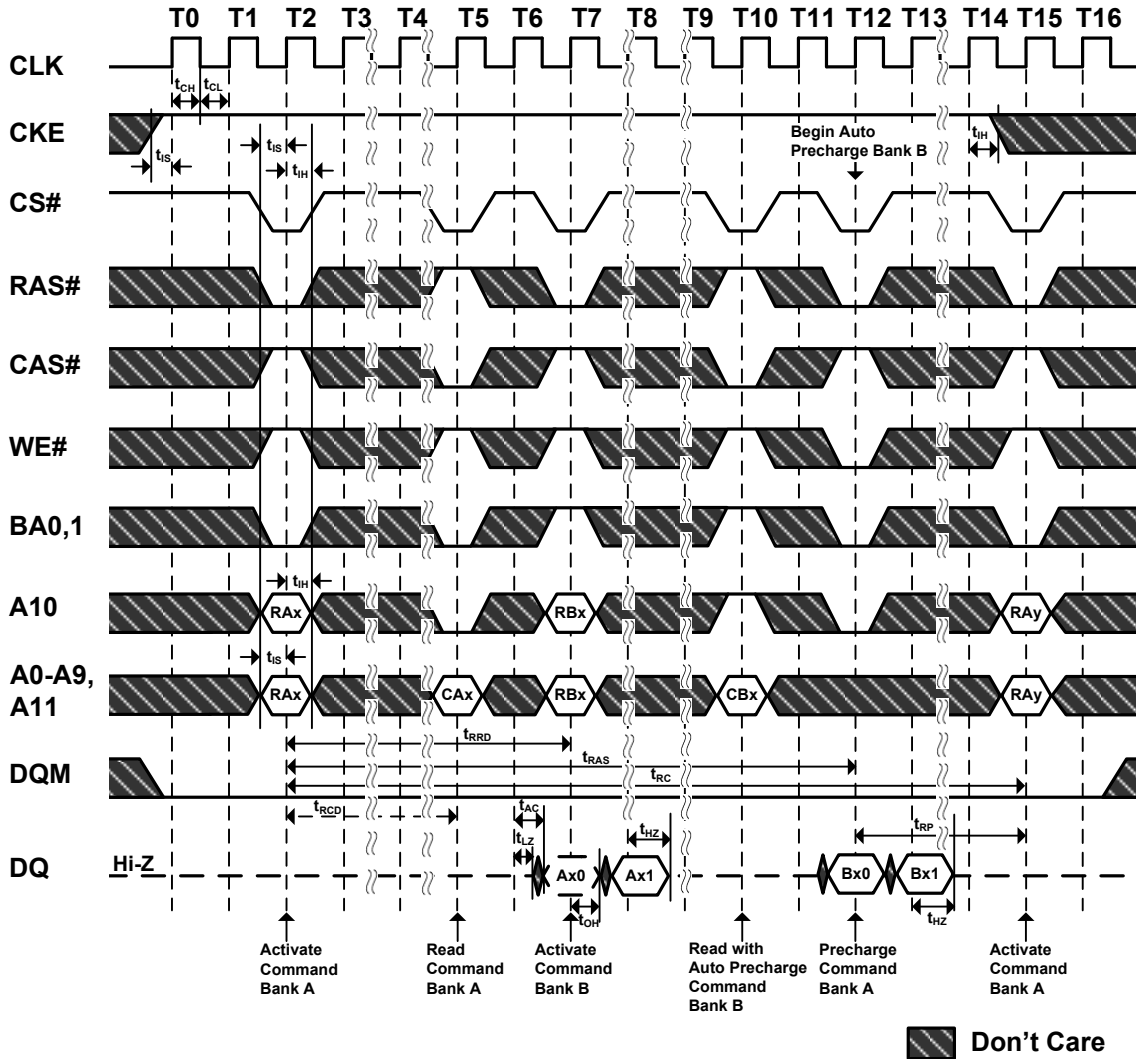 T0 T1 T2 T3 T4 T5 T6 T7 T8 T9 T10 T11 T12 T13 T14 T15 T16
CLK
tCH tCL
CKE
tIS
tIS
tIH
Begin Auto
Precharge Bank B
tIH
CS#
RAS#
CAS#
WE#
BA0,1
tIH
A10
RAx RBx RAy
tIS
A0-A9,
A11
RAx CAx RBx CBx RAy
tRRD
tRAS
DQM
tRC
tRCD
tAC
tLZ
tHZ
tRP
DQ
Hi-Z
Ax0 Ax1 Bx0 Bx1
tOH
tHZ
Activate
Command
Bank A
Read
Command
Bank A
Activate
Command
Bank B
Read with
Auto Precharge
Command
Bank B
Precharge
Command
Bank A
Activate
Command
Bank A
Don't Care